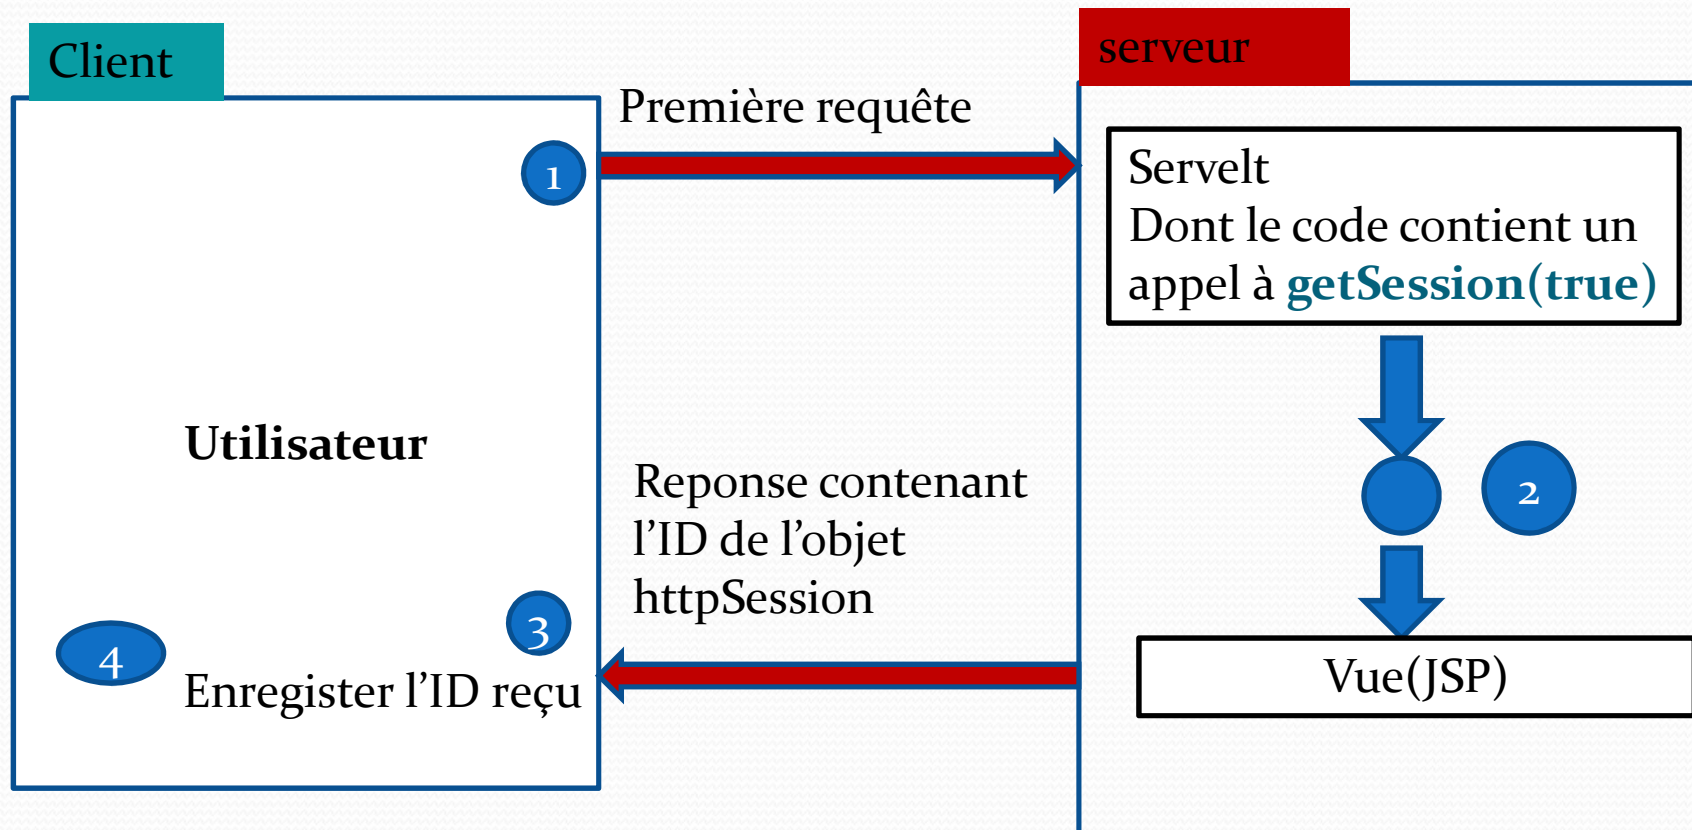 Client
serveur
Première requête
1
Servelt
Dont le code contient un
appel à getSession(true)
Utilisateur
2
Reponse contenant
l’ID de l’objet
httpSession
3
4
Enregister l’ID reçu
Vue(JSP)